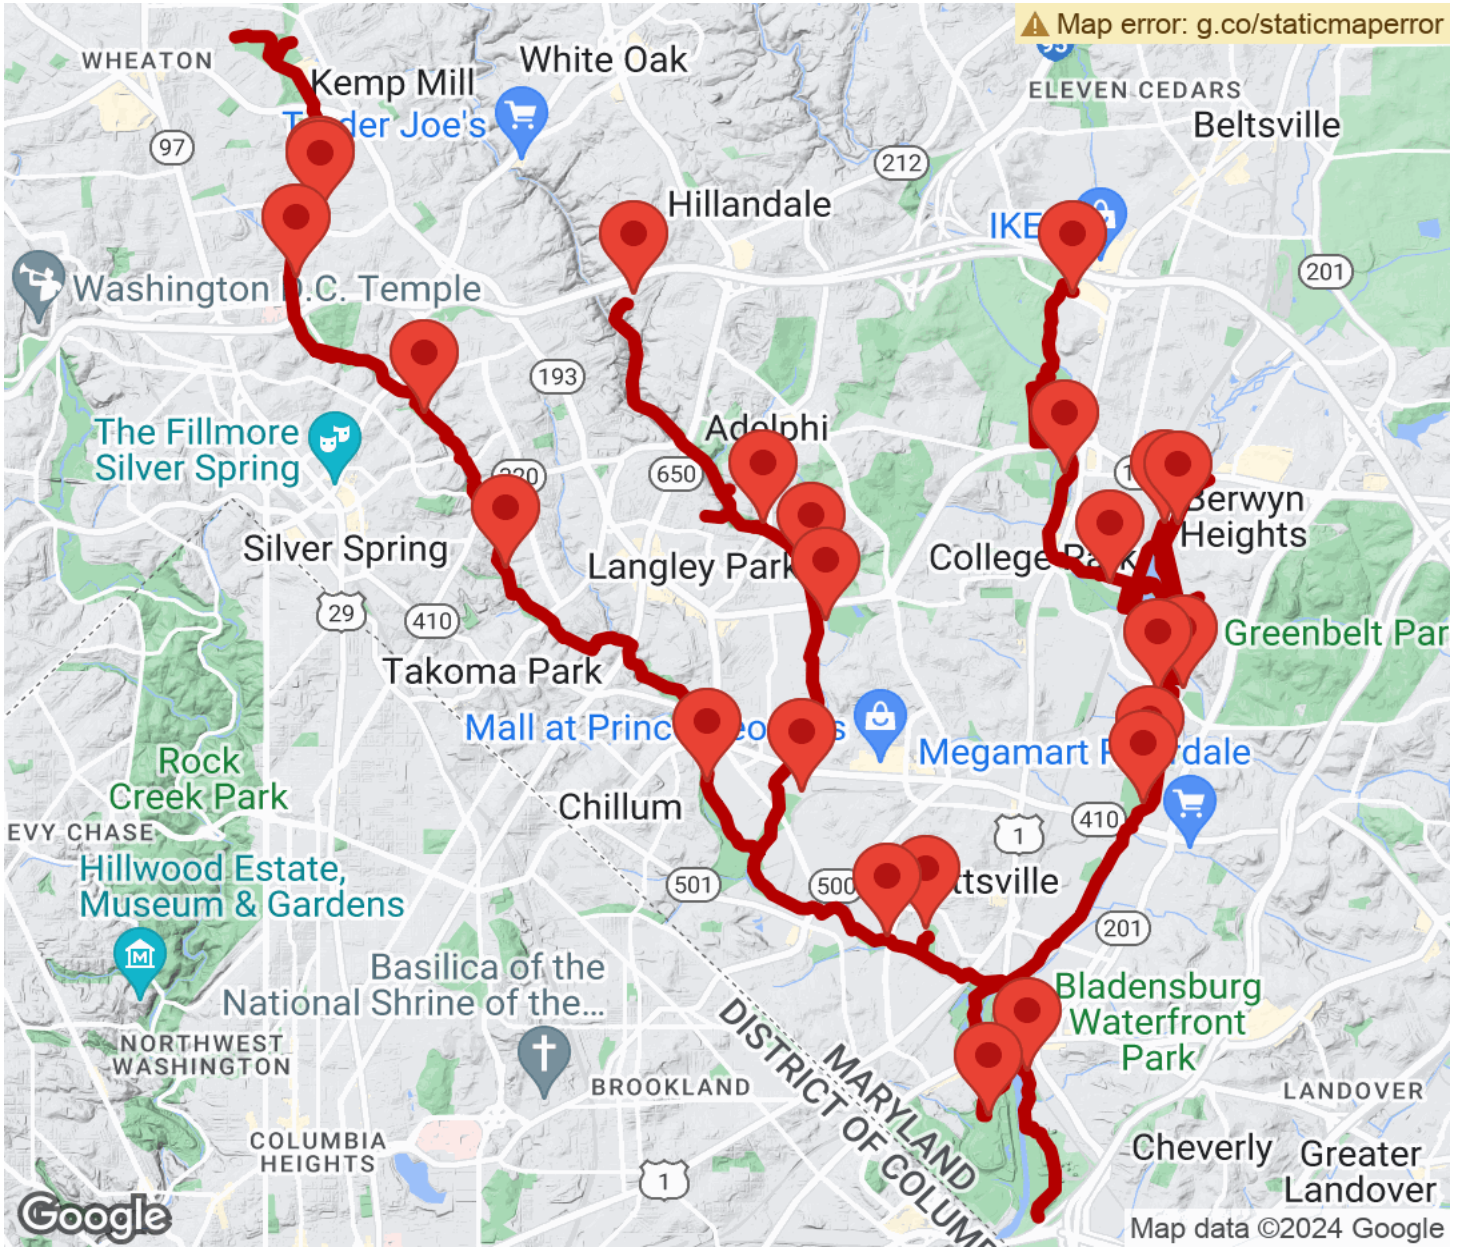 Map error: g.co/staticmaperror
WHEATON
White Oak
95
ELEVEN CEDARS
Kemp Mill
Beltsville
97
212
Hillandale
IKE
201
Washington D.C. Temple
193
The Fillmore
Silver Spring
Adelphi
650
Berwyn
Heights
Silver Spring
Langley Park
College Park
29
410
Greenbelt Par
Takoma Park
Mall at Princ
Megamart
Rock
Creek Park
Chillum
EVY CHASE
410
1
Hillwood Estate,
Museum & Gardens
501
500
ttsville
201
Basilica of the
National Shrine of the...
Bladensburg
Waterfront
Park
DISTRICT OF COLUM
MARYLAND
NORTHWEST
WASHINGTON
BROOKLAND
LANDOVER
COLUMBIA
HEIGHTS
Cheverly
Greater
Landover
1
Google
Map data ©2024 Google